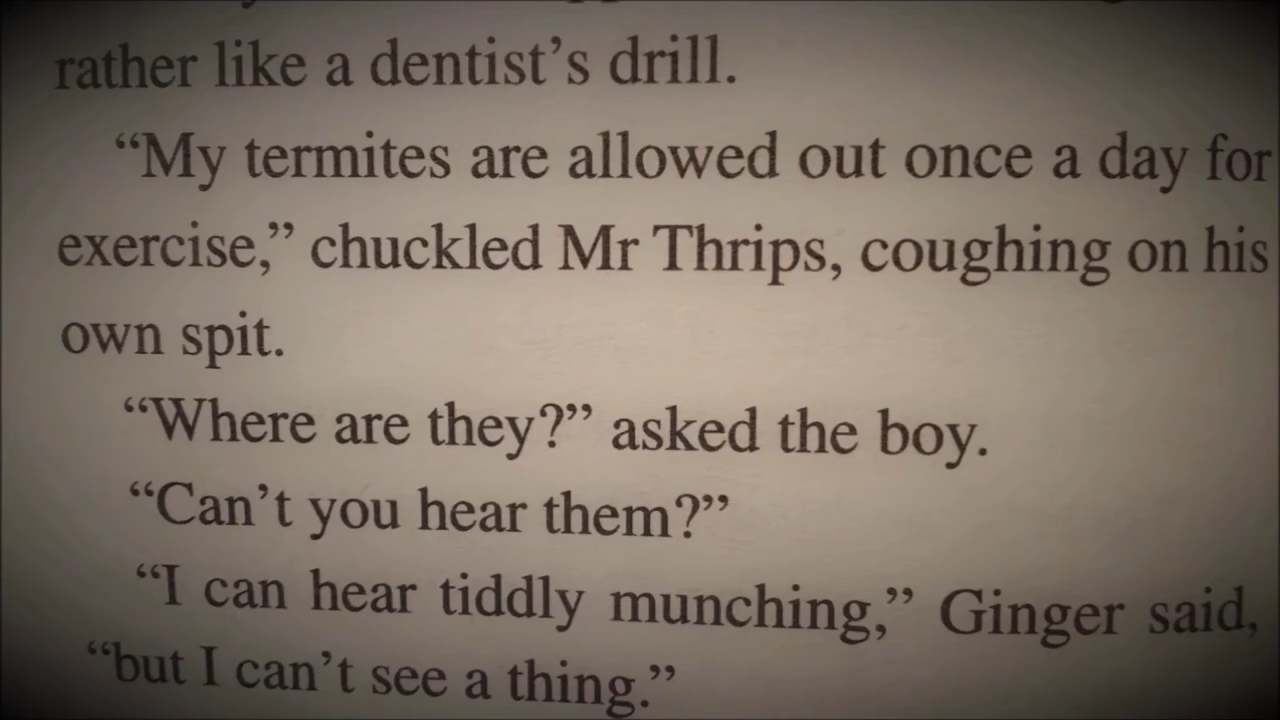 rather like a dentist’s drill.
“My termites are allowed out once a day for
exercise,” chuckled Mr Thrips, coughing on his
own spit.
“Where are they?” asked the boy.
“Can’t you hear them?”
“I can hear tiddly munching,” Ginger said,
“but I can’t see a thing.”